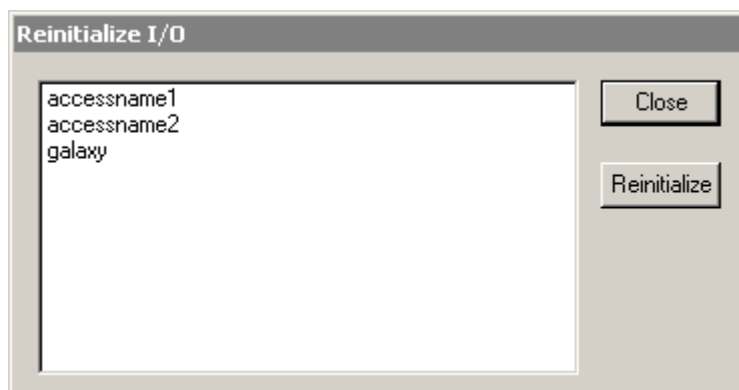 Reinitialize I/O
accessname1
accessname2
galaxy
Close
Reinitialize